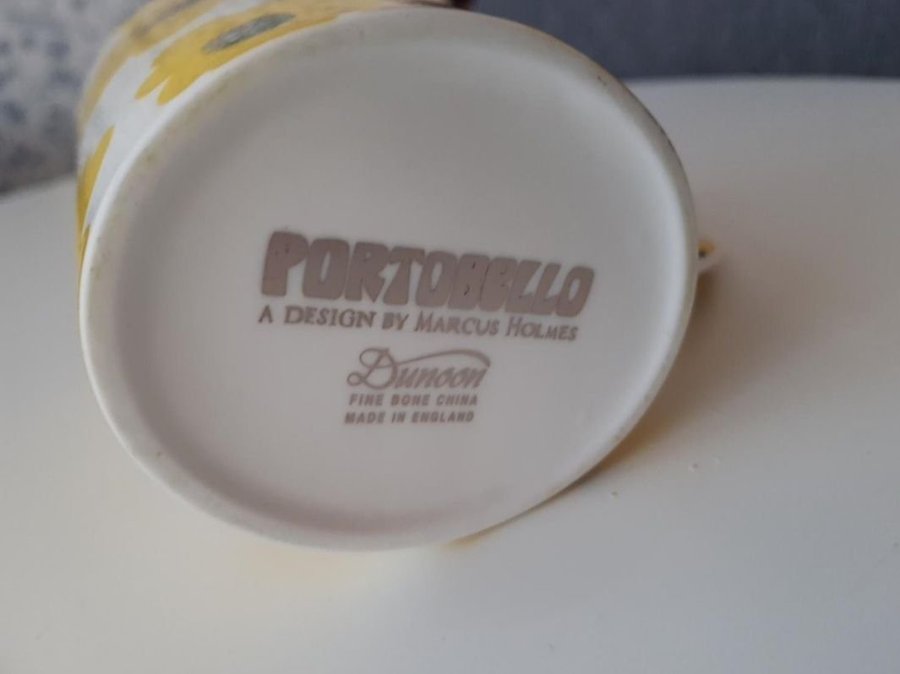 PORTOBELLO
A DESIGN BY MARCUS HOLMES
Dunoon
FINE BONE CHINA
MADE IN ENGLAND